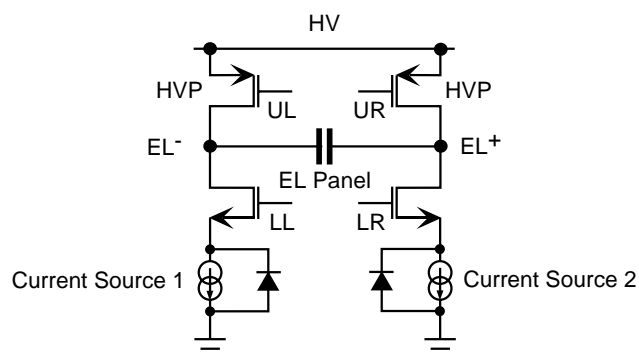 HV
HVP
UL
UR
HVP
EL-
EL+
EL Panel
LL
LR
Current Source 1
Current Source 2